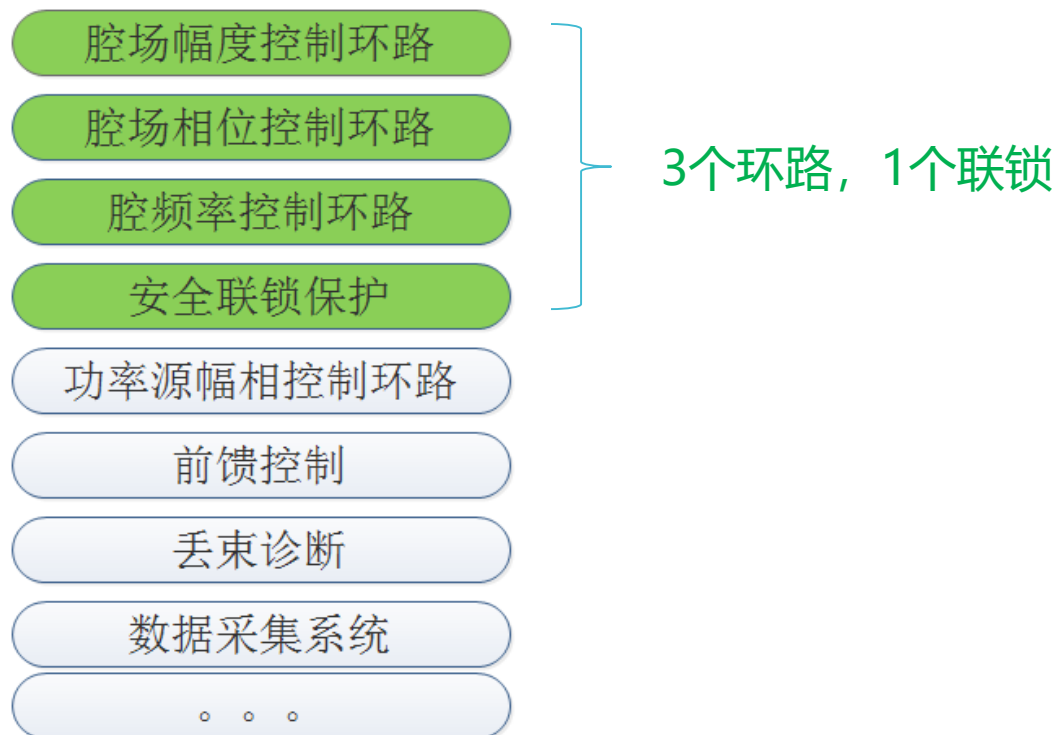 腔场幅度控制环路
腔场相位控制环路
腔频率控制环路
安全联锁保护
3个环路，1个联锁
功率源幅相控制环路
前馈控制
丢束诊断
数据采集系统
。。。